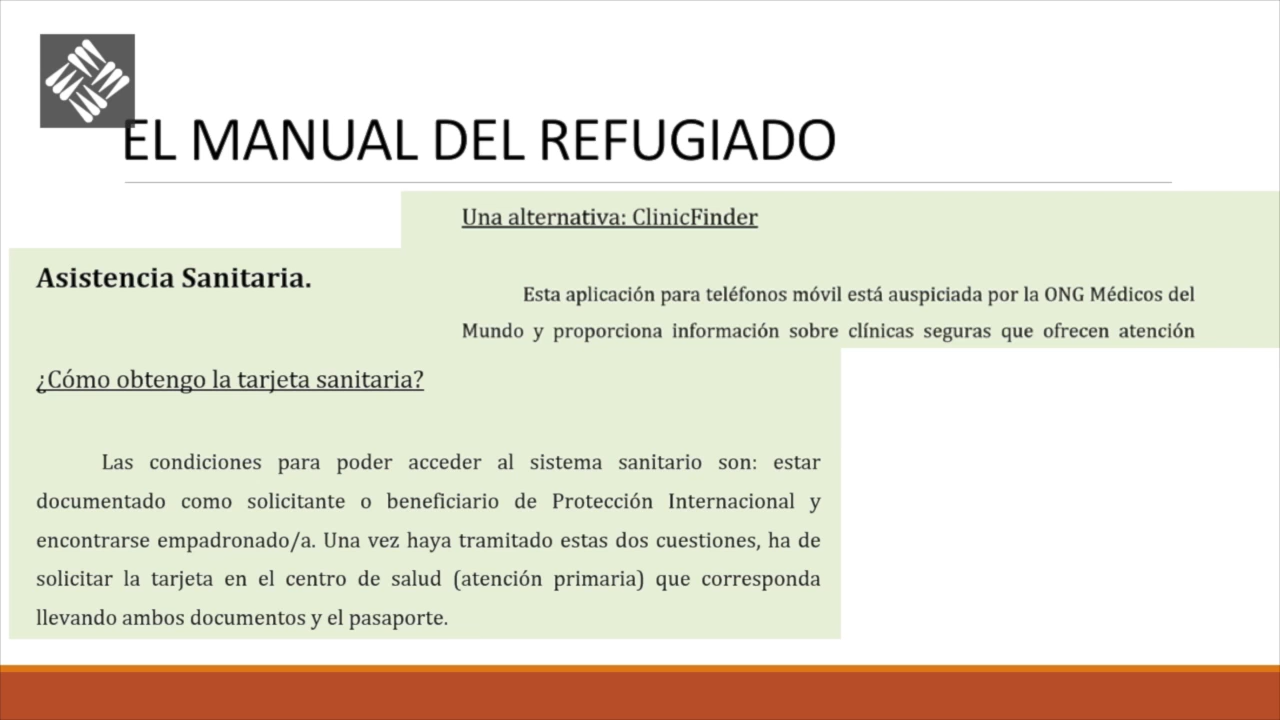 EL MANUAL DEL REFUGIADO
Una alternativa: ClinicFinder
Esta aplicación para teléfonos móvil está auspiciada por la ONG Médicos del
Mundo y proporciona información sobre clínicas seguras que ofrecen atención
Asistencia Sanitaria.
¿Cómo obtengo la tarjeta sanitaria?
Las condiciones para poder acceder al sistema sanitario son: estar
documentado como solicitante o beneficiario de Protección Internacional y
encontrarse empadronado/a. Una vez haya tramitado estas dos cuestiones, ha de
solicitar la tarjeta en el centro de salud (atención primaria) que corresponda
llevando ambos documentos y el pasaporte.